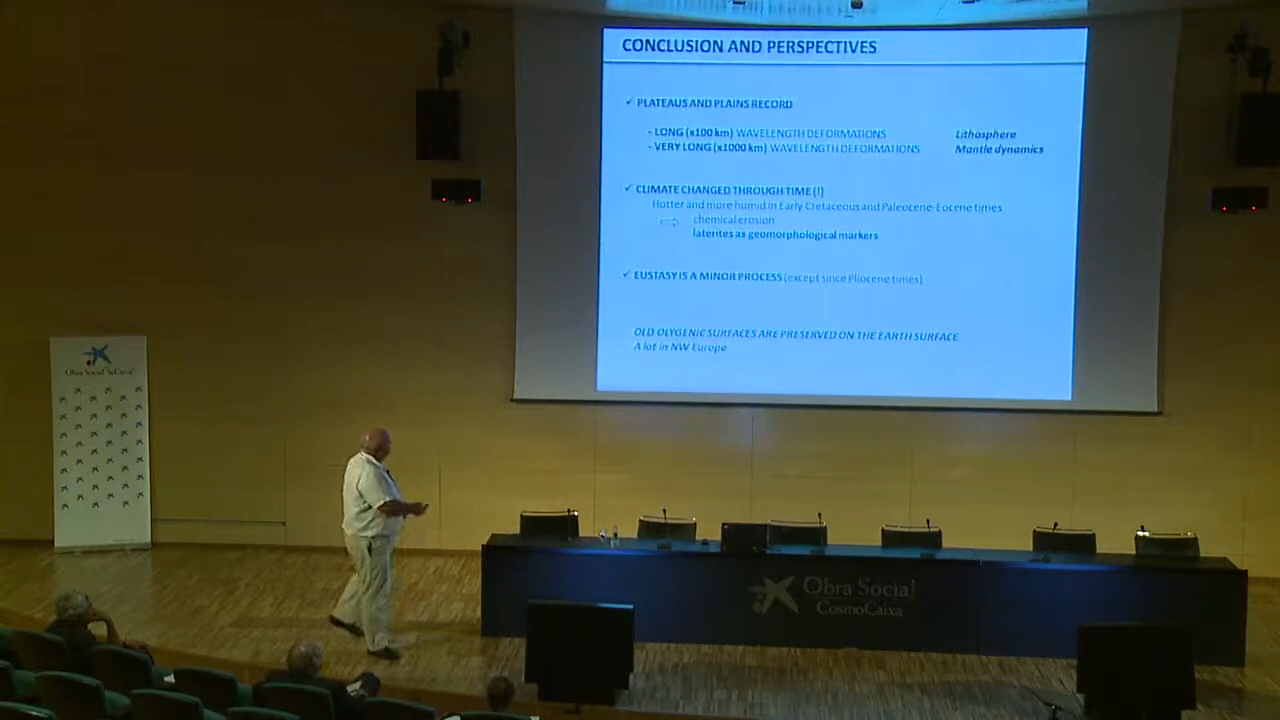 CONCLUSION AND PERSPECTIVES
✓ PLATEAUS AND PLAINS RECORD
- LONG (x100 km) WAVELENGTH DEFORMATIONS Lithosphere
- VERY LONG (x1000 km) WAVELENGTH DEFORMATIONS Mantle dynamics
✓ CLIMATE CHANGED THROUGH TIME (!)
Hotter and more humid in Early Cretaceous and Paleocene-Eocene times
⇨ chemical erosion
laterites as geomorphological markers
✓ EUSTASY IS A MINOR PROCESS (except since Pliocene times)
OLD OLYGENIC SURFACES ARE PRESERVED ON THE EARTH SURFACE
A lot in NW Europe
Obra Social "la Caixa"
Obra Social
CosmoCaixa